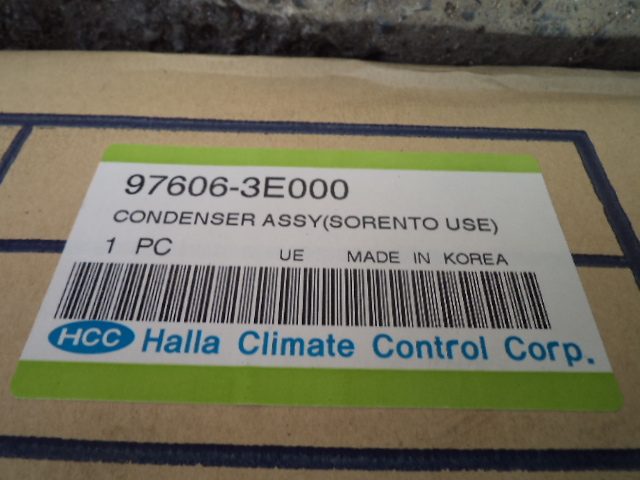 97606-3E000
CONDENSER ASSY(SORENTO USE)
1 PC UE MADE IN KOREA
HCC Halla Climate Control Corp.